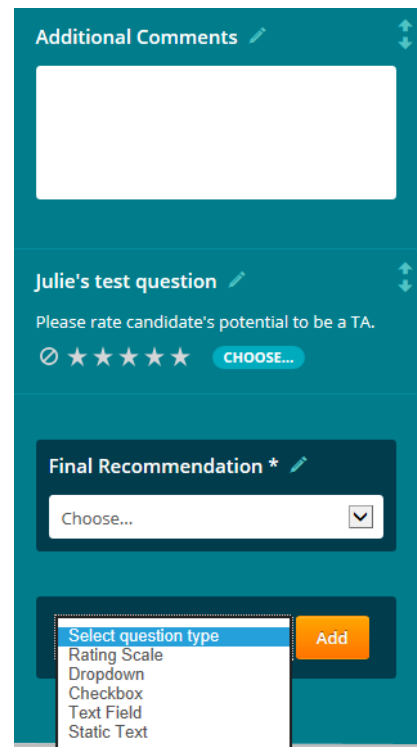 Additional Comments
Julie's test question
Please rate candidate's potential to be a TA.
CHOOSE...
Final Recommendation *
Choose...
Select question type
Add
Rating Scale
Dropdown
Checkbox
Text Field
Static Text